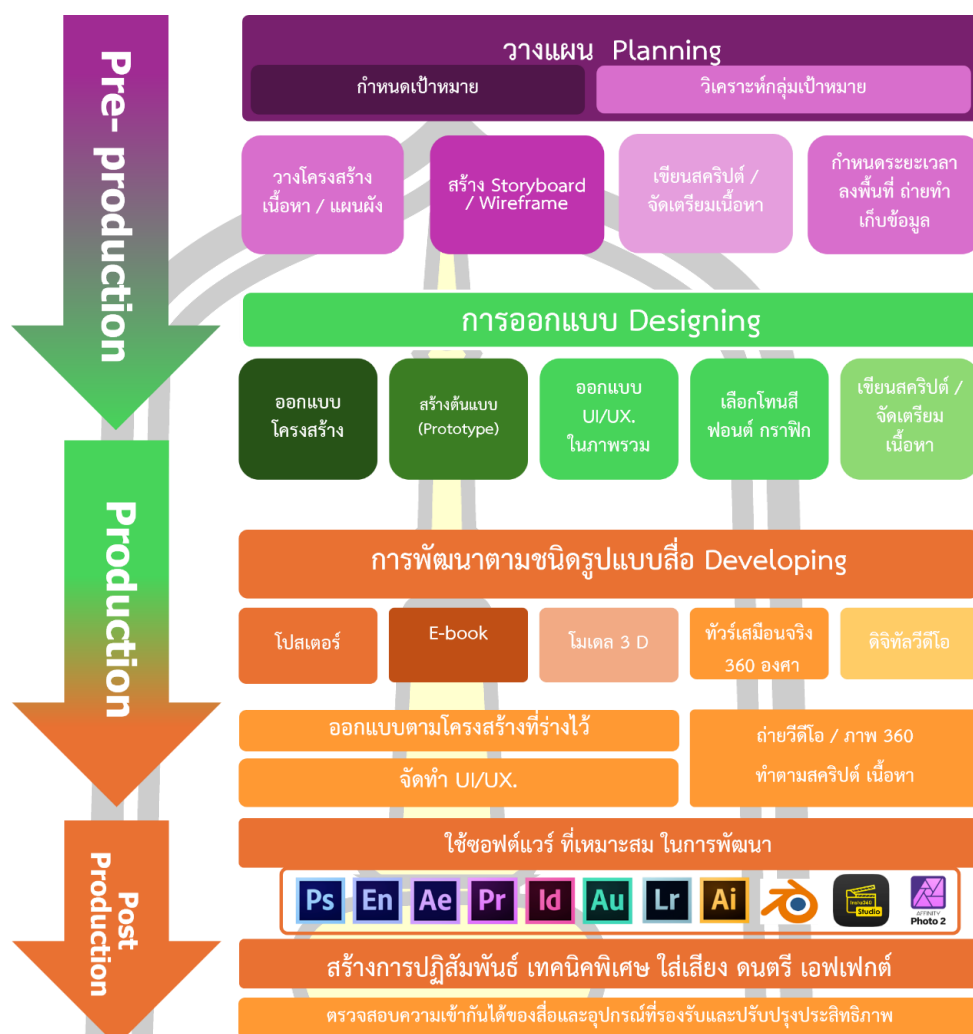 Pre- production
วางแผน Planning
กำหนดเป้าหมาย
วิเคราะห์กลุ่มเป้าหมาย
วางโครงสร้าง
เนื้อหา / แผนผัง
สร้าง Storyboard
/ Wireframe
เขียนสคริปต์ /
จัดเตรียมเนื้อหา
กำหนดระยะเวลา
ลงพื้นที่ ถ่ายทำ
เก็บข้อมูล
การออกแบบ Designing
ออกแบบ
โครงสร้าง
สร้างต้นแบบ
(Prototype)
ออกแบบ
UI/UX.
ในภาพรวม
เลือกโทนสี
ฟอนต์ กราฟิก
เขียนสคริปต์ /
จัดเตรียม
เนื้อหา
Production
การพัฒนาตามชนิดรูปแบบสื่อ Developing
โปสเตอร์
E-book
โมเดล 3 D
ทัวร์เสมือนจริง
360 องศา
ดิจิทัลวีดีโอ
ออกแบบตามโครงสร้างที่ร่างไว้
จัดทำ UI/UX.
ถ่ายวีดีโอ / ภาพ 360
ทำตามสคริปต์ เนื้อหา
Post
Production
ใช้ซอฟต์แวร์ ที่เหมาะสม ในการพัฒนา
Ps En Ae Pr Id Au Lr Ai
Insta360
Studio
AFFINITY
Photo 2
สร้างการปฏิสัมพันธ์ เทคนิคพิเศษ ใส่เสียง ดนตรี เอฟเฟกต์
ตรวจสอบความเข้ากันได้ของสื่อและอุปกรณ์ที่รองรับและปรับปรุงประสิทธิภาพ